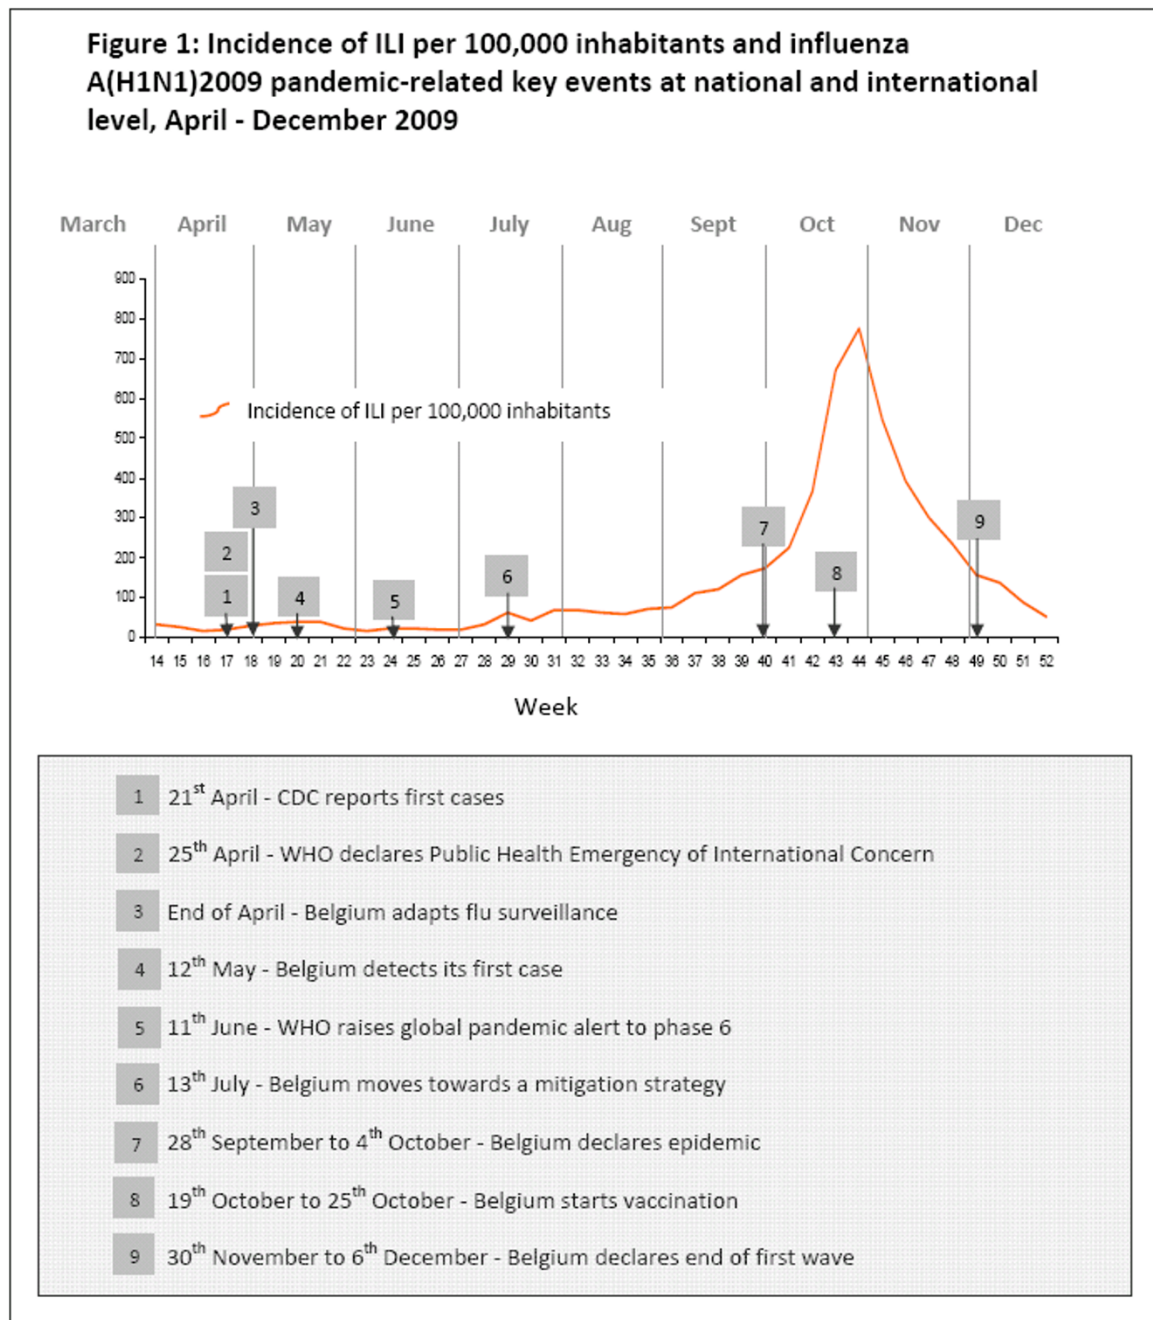 Figure 1: Incidence of ILI per 100,000 inhabitants and influenza
A(H1N1)2009 pandemic-related key events at national and international
level, April - December 2009
March April May June July Aug Sept Oct Nov Dec
900
800
700
600
500
400
300
200
100
0
Incidence of ILI per 100,000 inhabitants
3
2
1
4
5
6
7
8
9
14 15 16 17 18 19 20 21 22 23 24 25 26 27 28 29 30 31 32 33 34 35 36 37 38 39 40 41 42 43 44 45 46 47 48 49 50 51 52
Week
1 21st April - CDC reports first cases
2 25th April - WHO declares Public Health Emergency of International Concern
3 End of April - Belgium adapts flu surveillance
4 12th May - Belgium detects its first case
5 11th June - WHO raises global pandemic alert to phase 6
6 13th July - Belgium moves towards a mitigation strategy
7 28th September to 4th October - Belgium declares epidemic
8 19th October to 25th October - Belgium starts vaccination
9 30th November to 6th December - Belgium declares end of first wave